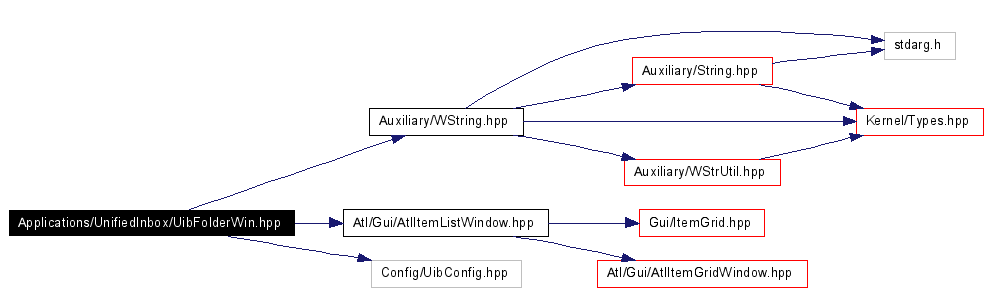 stdarg.h
Auxiliary/String.hpp
Auxiliary/WString.hpp
Kernel/Types.hpp
Auxiliary/WStrUtil.hpp
Applications/UnifiedInbox/UibFolderWin.hpp
Atl/Gui/AtlItemListWindow.hpp
Gui/ItemGrid.hpp
Config/UibConfig.hpp
Atl/Gui/AtlItemGridWindow.hpp